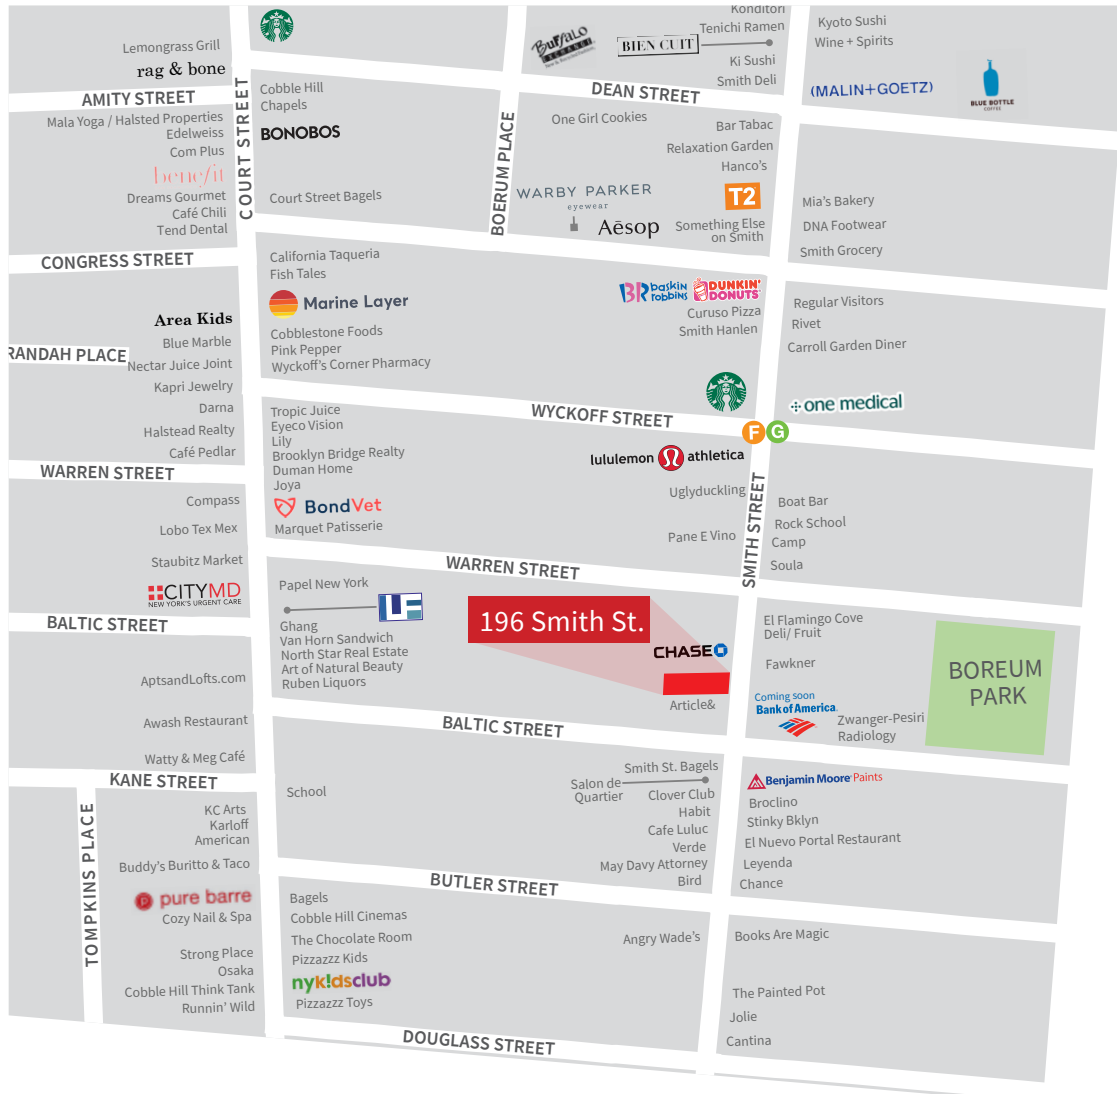 Lemongrass Grill
rag & bone
AMITY STREET
Mala Yoga / Halsted Properties
Edelweiss
Com Plus
benefit
Dreams Gourmet
Café Chili
Tend Dental
CONGRESS STREET
Area Kids
Blue Marble
RANDAH PLACE
Nectar Juice Joint
Kapri Jewelry
Darna
Halstead Realty
Café Pedlar
WARREN STREET
Compass
Lobo Tex Mex
Staubitz Market
CITYMD
NEW YORK'S URGENT CARE
BALTIC STREET
AptsandLofts.com
Awash Restaurant
Watty & Meg Café
KANE STREET
TOMPKINS PLACE
KC Arts
Karloff
American
Buddy's Buritto & Taco
pure barre
Cozy Nail & Spa
Strong Place
Osaka
Cobble Hill Think Tank
Runnin' Wild
COURT STREET
Cobble Hill
Chapels
BONOBOS
Court Street Bagels
BOERUM PLACE
Buffalo
EXCHANGE
BIEN CUIT
Konditori
Tenichi Ramen
Ki Sushi
Smith Deli
DEAN STREET
One Girl Cookies
Bar Tabac
Relaxation Garden
Hanco's
WARBY PARKER
eyewear
T2
Aēsop
Something Else
on Smith
Kyoto Sushi
Wine + Spirits
(MALIN+GOETZ)
BLUE BOTTLE
COFFEE
Mia's Bakery
DNA Footwear
Smith Grocery
California Taqueria
Fish Tales
Marine Layer
Cobblestone Foods
Pink Pepper
Wyckoff's Corner Pharmacy
BR baskin
robbins
DUNKIN'
DONUTS
Curuso Pizza
Smith Hanlen
Regular Visitors
Rivet
Carroll Garden Diner
one medical
WYCKOFF STREET
F G
Tropic Juice
Eyeco Vision
Lily
Brooklyn Bridge Realty
Duman Home
Joya
BondVet
Marquet Patisserie
lululemon athletica
Uglyduckling
Pane E Vino
SMITH STREET
Boat Bar
Rock School
Camp
Soula
WARREN STREET
Papel New York
Ghang
Van Horn Sandwich
North Star Real Estate
Art of Natural Beauty
Ruben Liquors
196 Smith St.
CHASE
Article&
El Flamingo Cove
Deli/ Fruit
Fawkner
Coming soon
Bank of America
Zwanger-Pesiri
Radiology
BOREUM
PARK
BALTIC STREET
School
Smith St. Bagels
Salon de
Quartier
Clover Club
Habit
Cafe Luluc
Verde
May Davy Attorney
Bird
Benjamin Moore Paints
Broclino
Stinky Bklyn
El Nuevo Portal Restaurant
Leyenda
Chance
BUTLER STREET
Bagels
Cobble Hill Cinemas
The Chocolate Room
Pizzazzz Kids
nyk!dsclub
Pizzazzz Toys
Angry Wade's
Books Are Magic
The Painted Pot
Jolie
Cantina
DOUGLASS STREET